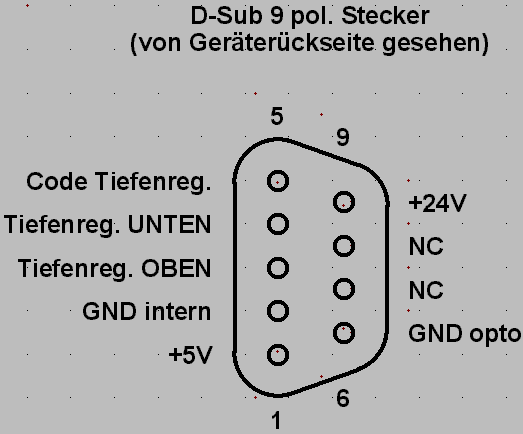 D-Sub 9 pol. Stecker
(von Geräterückseite gesehen)
5
9
Code Tiefenreg.
+24V
Tiefenreg. UNTEN
NC
Tiefenreg. OBEN
NC
GND intern
GND opto
+5V
6
1